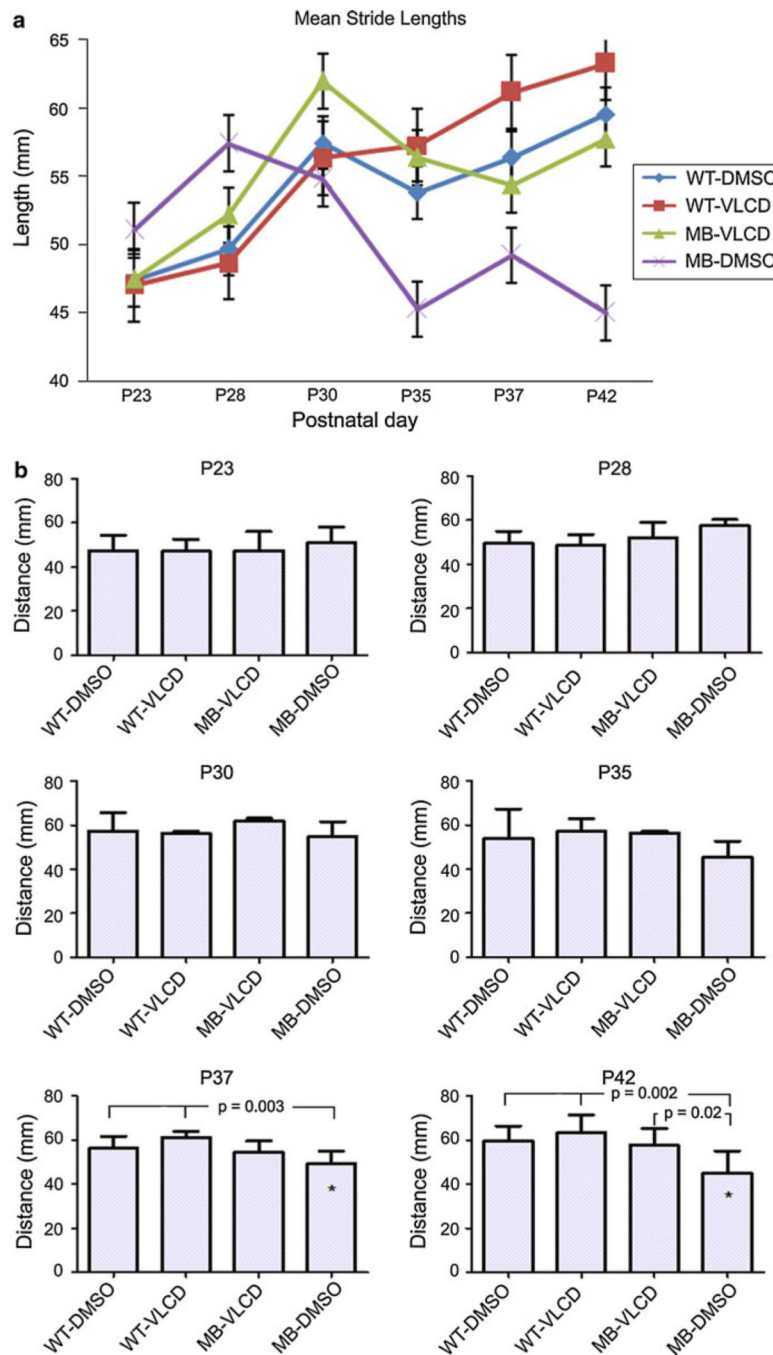 a
Mean Stride Lengths
65
60
55
50
45
40
Length (mm)
P23 P28 P30 P35 P37 P42
Postnatal day
WT-DMSO
WT-VLCD
MB-VLCD
MB-DMSO
b
P23
80
60
40
20
0
Distance (mm)
WT-DMSO WT-VLCD MB-VLCD MB-DMSO
P28
80
60
40
20
0
Distance (mm)
WT-DMSO WT-VLCD MB-VLCD MB-DMSO
P30
80
60
40
20
0
Distance (mm)
WT-DMSO WT-VLCD MB-VLCD MB-DMSO
P35
80
60
40
20
0
Distance (mm)
WT-DMSO WT-VLCD MB-VLCD MB-DMSO
P37
p = 0.003
80
60
40
20
0
Distance (mm)
*
WT-DMSO WT-VLCD MB-VLCD MB-DMSO
P42
p = 0.002
p = 0.02
80
60
40
20
0
Distance (mm)
*
WT-DMSO WT-VLCD MB-VLCD MB-DMSO